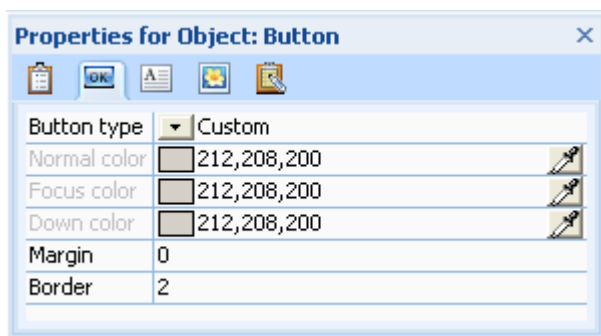 Properties for Object: Button
OK A
Button type Custom
Normal color 212,208,200
Focus color 212,208,200
Down color 212,208,200
Margin 0
Border 2